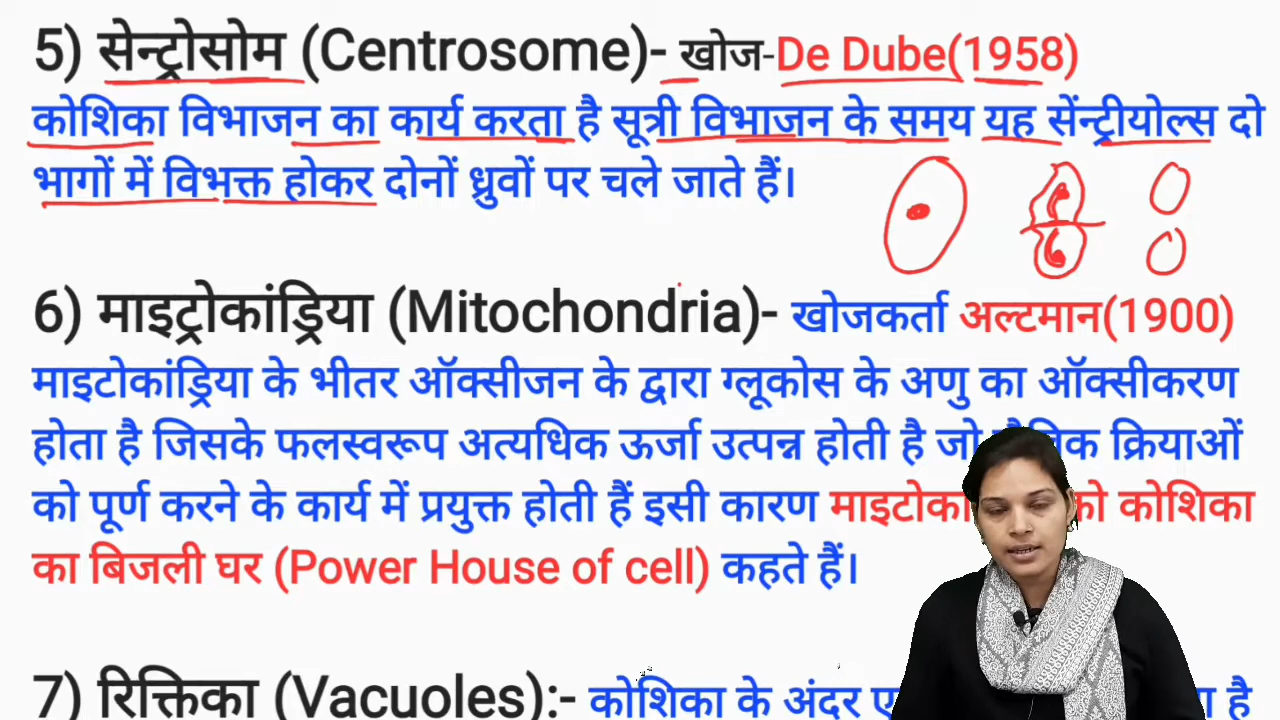 5) सेन्ट्रोसोम (Centrosome)- खोज-De Dube(1958)
कोशिका विभाजन का कार्य करता है सूत्री विभाजन के समय यह सेंन्ट्रीयोल्स दो
भागों में विभक्त होकर दोनों ध्रुवों पर चले जाते हैं।
6) माइट्रोकांड्रिया (Mitochondria)- खोजकर्ता अल्टमान(1900)
माइटोकांड्रिया के भीतर ऑक्सीजन के द्वारा ग्लूकोस के अणु का ऑक्सीकरण
होता है जिसके फलस्वरूप अत्यधिक ऊर्जा उत्पन्न होती है जो क्रियाओं
को पूर्ण करने के कार्य में प्रयुक्त होती हैं इसी कारण को कोशिका
का बिजली घर (Power House of cell) कहते हैं।
7) रिक्तिका (Vacuoles):- कोशिका के अंदर है